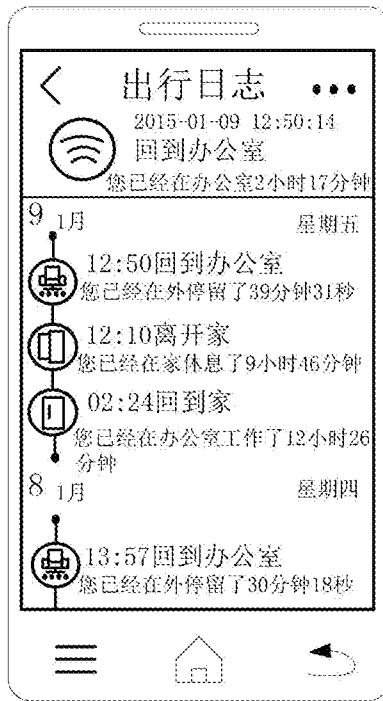 出行日志
2015-01-09 12:50:14
回到办公室
您已经在办公室2小时17分钟
9 1月 星期五
12:50回到办公室
您已经在外停留了39分钟31秒
12:10离开家
您已经在家休息了9小时46分钟
02:24回到家
您已经在办公室工作了12小时26
分钟
8 1月 星期四
13:57回到办公室
您已经在外停留了30分钟18秒